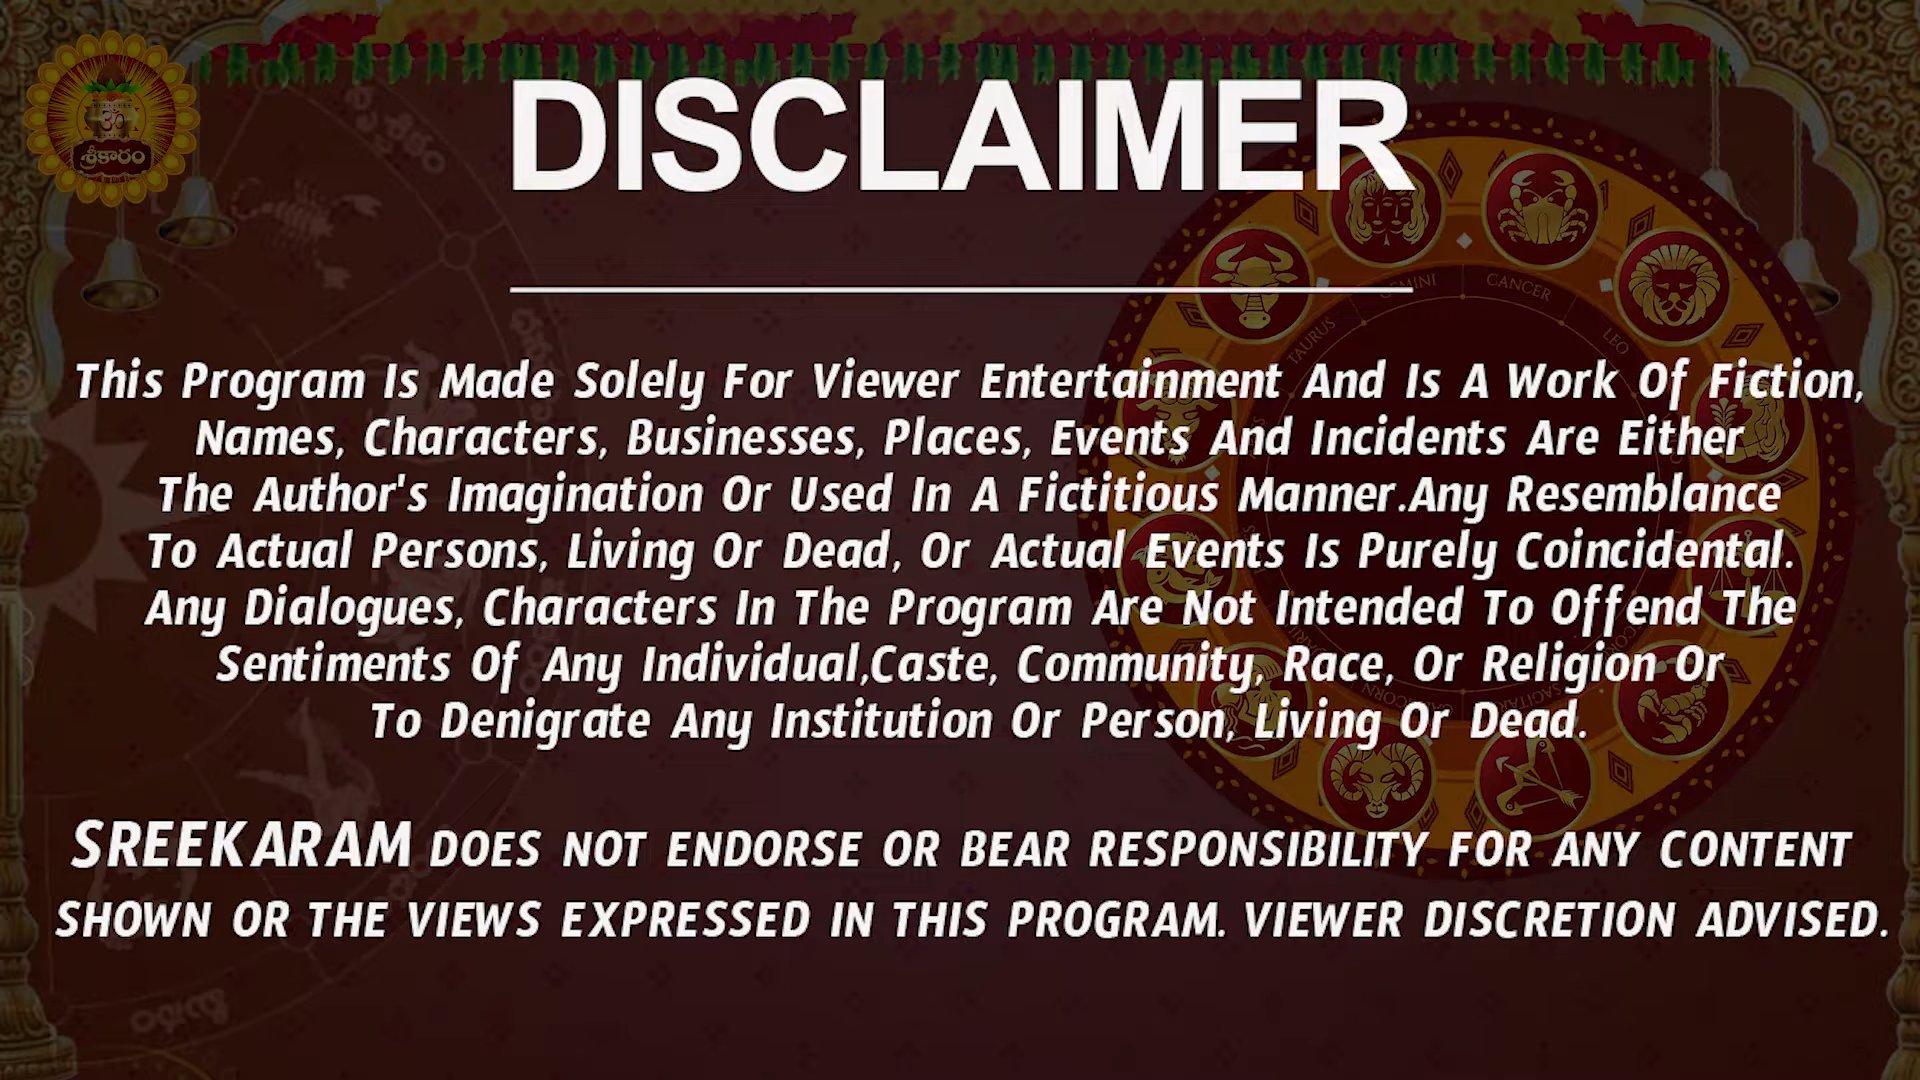 శ్రీకారం
DISCLAIMER
GEMINI
CANCER
TAURUS
LEO
This Program Is Made Solely For Viewer Entertainment And Is A Work Of Fiction,
Names, Characters, Businesses, Places, Events And Incidents Are Either
The Author's Imagination Or Used In A Fictitious Manner.Any Resemblance
To Actual Persons, Living Or Dead, Or Actual Events Is Purely Coincidental.
Any Dialogues, Characters In The Program Are Not Intended To Offend The
Sentiments Of Any Individual,Caste, Community, Race, Or Religion Or
To Denigrate Any Institution Or Person, Living Or Dead.
SREEKARAM DOES NOT ENDORSE OR BEAR RESPONSIBILITY FOR ANY CONTENT
SHOWN OR THE VIEWS EXPRESSED IN THIS PROGRAM. VIEWER DISCRETION ADVISED.